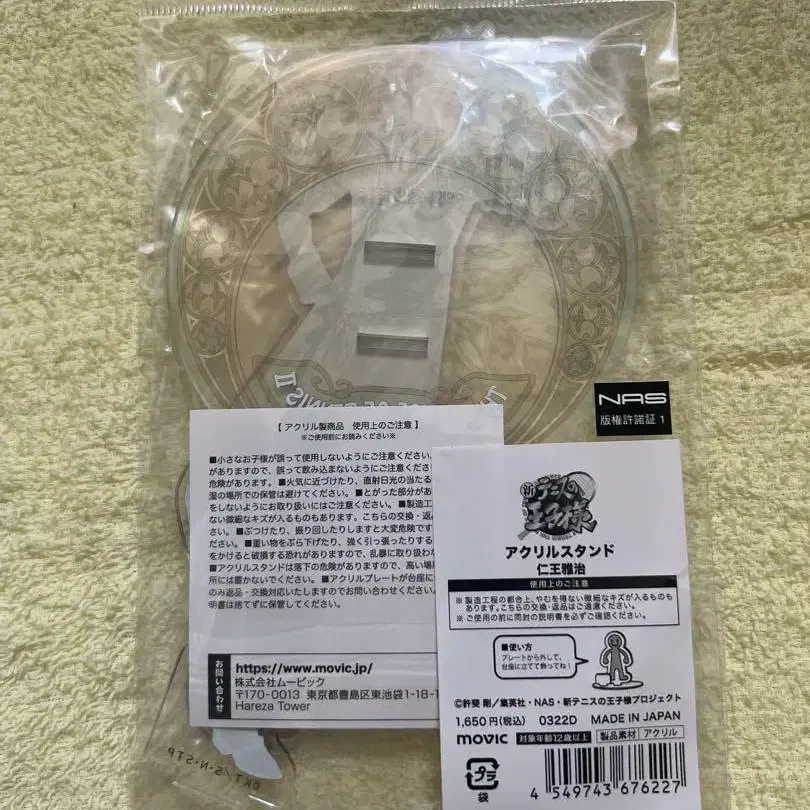 NAS
版権許諾証 1
【 アクリル製商品　使用上のご注意 】
※ご使用前にお読みください※
■小さなお子様が誤って使用しないようにご注意ください。
がありますので、誤って飲み込まないようにご注意くださ
危険があります。 ■火気に近づけたり、直射日光の当たる
湿の場所での保管は避けてください。 ■とがった部分があ
をしないようにお取り扱いにはご注意ください。 ■製造工
ない微細なキズが入るものもあります。こちらの交換・返
い。 ■ぶつけたり、振り回したりしますと大変危険です
ださい。 ■重い物をぶら下げたり、強く引っ張ったりする
をかけると破損する恐れがありますので、乱暴に取り扱わ
■アクリルスタンドは落下の危険がありますので、高い場
所には置かないでください。 ■アクリルプレートが台座に
のみ返品・交換対応いたしますのでお問い合わせください。
明書は捨てずに保管してください。
お問い合わせ
https://www.movic.jp/
株式会社ムービック
〒170-0013 東京都豊島区東池袋1-18-1
Hareza Tower
新テニスの
王子様
アクリルスタンド
仁王雅治
使用上のご注意
※製造工程の都合上、やむを得ない微細なキズが入るものも
あります。こちらの交換・返品はご遠慮ください。
※ご使用の前に同封の説明書を必ずご確認ください。
■使い方
プレートから外して、
台座に立てて飾ってね!
©許斐 剛／集英社・NAS・新テニスの王子様プロジェクト
1,650円(税込) 0322D MADE IN JAPAN
movic 対象年齢12歳以上 製品素材 アクリル
プラ
袋
4 549743 676227
©KT/S·N·STP